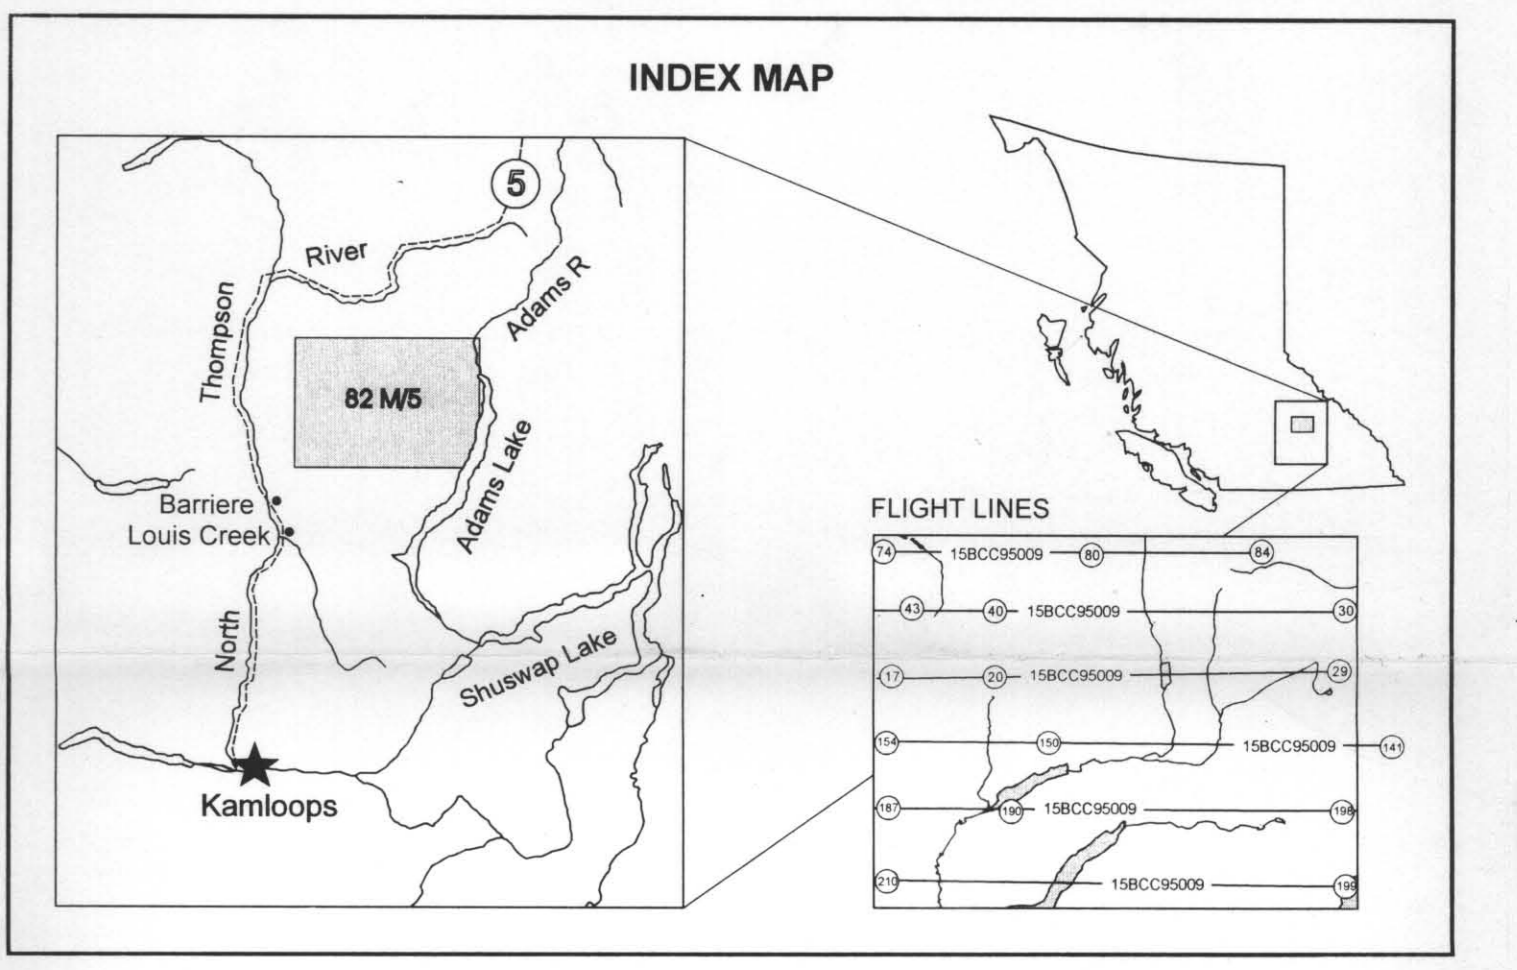 INDEX MAP
5
River
Adams R
Thompson
82 M/5
Adams Lake
Barriere
Louis Creek
North
Shuswap Lake
Kamloops
FLIGHT LINES
74 15BCC95009 80 84
43 40 15BCC95009 30
17 20 15BCC95009 29
154 150 15BCC95009 141
187 190 15BCC95009 198
210 15BCC95009 199